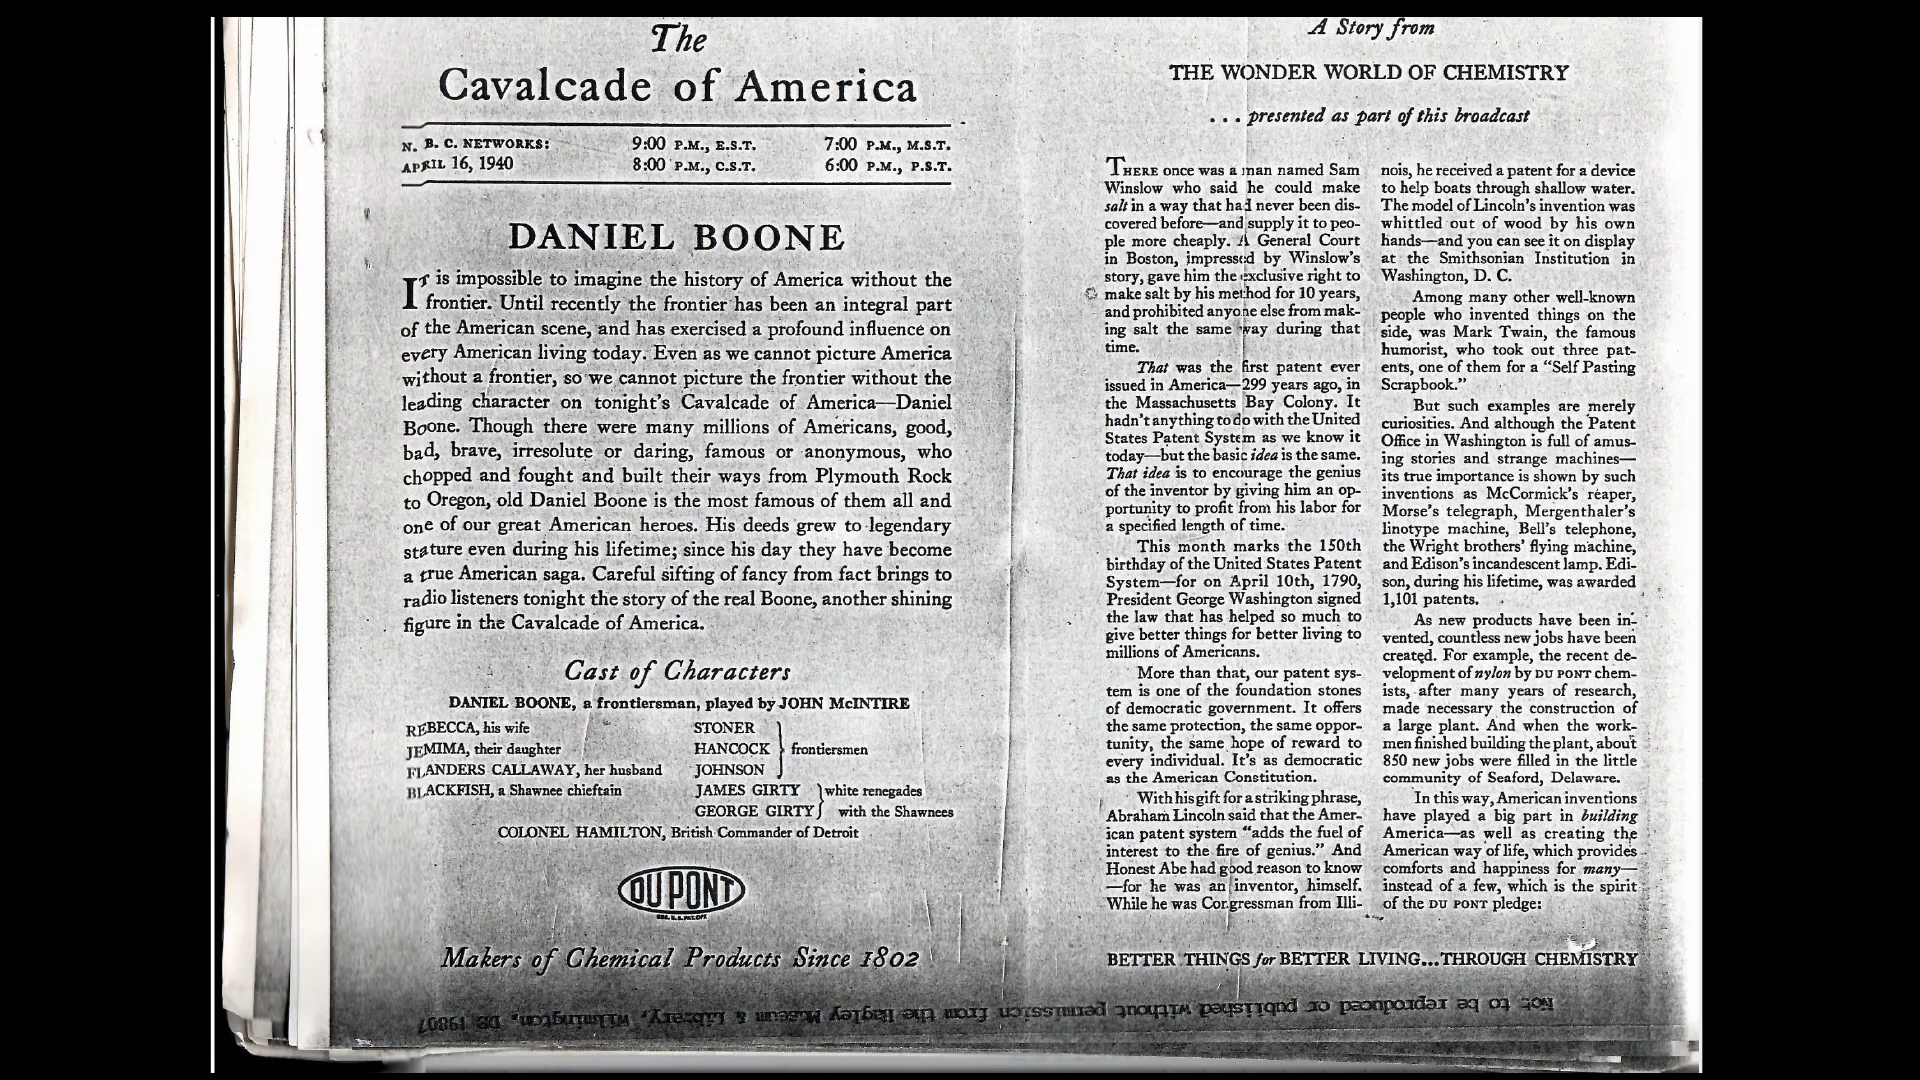 The
Cavalcade of America
N. B. C. NETWORKS: 9:00 P.M., E.S.T. 7:00 P.M., M.S.T.
APRIL 16, 1940 8:00 P.M., C.S.T. 6:00 P.M., P.S.T.
DANIEL BOONE
IT is impossible to imagine the history of America without the
frontier. Until recently the frontier has been an integral part
of the American scene, and has exercised a profound influence on
every American living today. Even as we cannot picture America
without a frontier, so we cannot picture the frontier without the
leading character on tonight's Cavalcade of America—Daniel
Boone. Though there were many millions of Americans, good,
bad, brave, irresolute or daring, famous or anonymous, who
chopped and fought and built their ways from Plymouth Rock
to Oregon, old Daniel Boone is the most famous of them all and
one of our great American heroes. His deeds grew to legendary
stature even during his lifetime; since his day they have become
a true American saga. Careful sifting of fancy from fact brings to
radio listeners tonight the story of the real Boone, another shining
figure in the Cavalcade of America.
Cast of Characters
DANIEL BOONE, a frontiersman, played by JOHN McINTIRE
REBECCA, his wife
JEMIMA, their daughter
FLANDERS CALLAWAY, her husband
BLACKFISH, a Shawnee chieftain
STONER
HANCOCK frontiersmen
JOHNSON
JAMES GIRTY white renegades
GEORGE GIRTY with the Shawnees
COLONEL HAMILTON, British Commander of Detroit
DU PONT
REG. U.S. PAT. OFF.
Makers of Chemical Products Since 1802
A Story from
THE WONDER WORLD OF CHEMISTRY
. . . presented as part of this broadcast
THERE once was a man named Sam
Winslow who said he could make
salt in a way that had never been dis-
covered before—and supply it to peo-
ple more cheaply. A General Court
in Boston, impressed by Winslow's
story, gave him the exclusive right to
make salt by his method for 10 years,
and prohibited anyone else from mak-
ing salt the same way during that
time.
That was the first patent ever
issued in America—299 years ago, in
the Massachusetts Bay Colony. It
hadn't anything to do with the United
States Patent System as we know it
today—but the basic idea is the same.
That idea is to encourage the genius
of the inventor by giving him an op-
portunity to profit from his labor for
a specified length of time.
This month marks the 150th
birthday of the United States Patent
System—for on April 10th, 1790,
President George Washington signed
the law that has helped so much to
give better things for better living to
millions of Americans.
More than that, our patent sys-
tem is one of the foundation stones
of democratic government. It offers
the same protection, the same oppor-
tunity, the same hope of reward to
every individual. It's as democratic
as the American Constitution.
With his gift for a striking phrase,
Abraham Lincoln said that the Amer-
ican patent system "adds the fuel of
interest to the fire of genius." And
Honest Abe had good reason to know
—for he was an inventor, himself.
While he was Congressman from Illi-
nois, he received a patent for a device
to help boats through shallow water.
The model of Lincoln's invention was
whittled out of wood by his own
hands—and you can see it on display
at the Smithsonian Institution in
Washington, D. C.
Among many other well-known
people who invented things on the
side, was Mark Twain, the famous
humorist, who took out three pat-
ents, one of them for a "Self Pasting
Scrapbook."
But such examples are merely
curiosities. And although the Patent
Office in Washington is full of amus-
ing stories and strange machines—
its true importance is shown by such
inventions as McCormick's reaper,
Morse's telegraph, Mergenthaler's
linotype machine, Bell's telephone,
the Wright brothers' flying machine,
and Edison's incandescent lamp. Edi-
son, during his lifetime, was awarded
1,101 patents.
As new products have been in-
vented, countless new jobs have been
created. For example, the recent de-
velopment of nylon by DU PONT chem-
ists, after many years of research,
made necessary the construction of
a large plant. And when the work-
men finished building the plant, about
850 new jobs were filled in the little
community of Seaford, Delaware.
In this way, American inventions
have played a big part in building
America—as well as creating the
American way of life, which provides
comforts and happiness for many—
instead of a few, which is the spirit
of the DU PONT pledge:
BETTER THINGS for BETTER LIVING...THROUGH CHEMISTRY
Not to be reproduced or published without permission from the Hagley Museum & Library, Wilmington, DE 19807